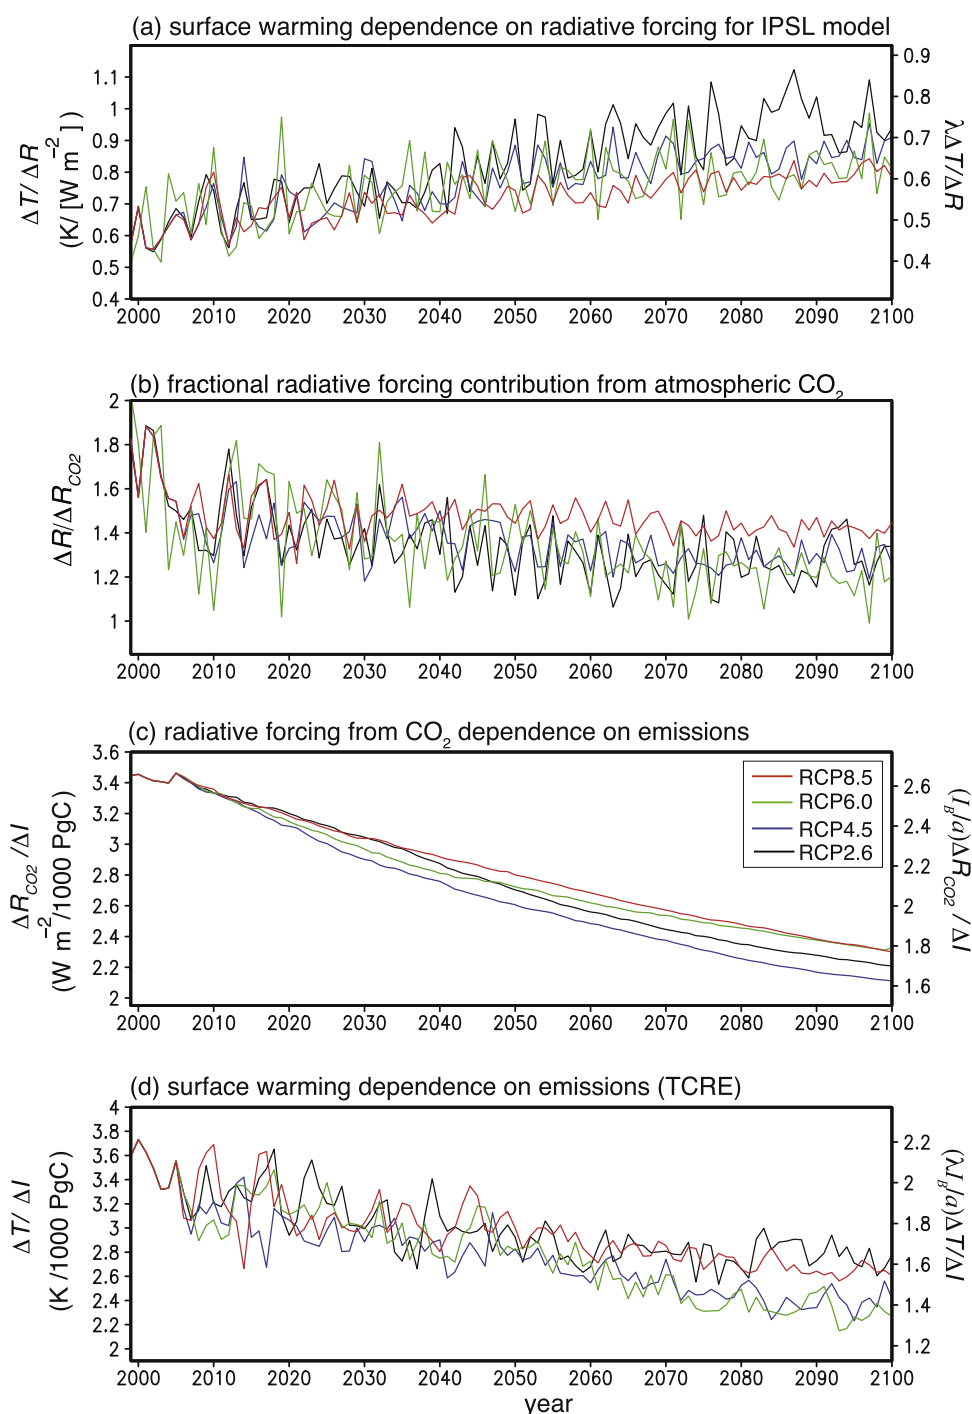 (a) surface warming dependence on radiative forcing for IPSL model
ΔT/ ΔR
(K/ [W m⁻² ] )
1.1
1
0.9
0.8
0.7
0.6
0.5
0.4
0.9
0.8
0.7
0.6
0.5
0.4
λΔT/ΔR
2000 2010 2020 2030 2040 2050 2060 2070 2080 2090 2100
(b) fractional radiative forcing contribution from atmospheric CO₂
ΔR/ΔR_CO2
2
1.8
1.6
1.4
1.2
1
2000 2010 2020 2030 2040 2050 2060 2070 2080 2090 2100
(c) radiative forcing from CO₂ dependence on emissions
ΔR_CO2 /ΔI
(W m⁻²/1000 PgC)
3.6
3.4
3.2
3
2.8
2.6
2.4
2.2
2
RCP8.5
RCP6.0
RCP4.5
RCP2.6
2.6
2.4
2.2
2
1.8
1.6
(I_B/a)ΔR_CO2 / ΔI
2000 2010 2020 2030 2040 2050 2060 2070 2080 2090 2100
(d) surface warming dependence on emissions (TCRE)
ΔT/ ΔI
(K /1000 PgC)
4
3.8
3.6
3.4
3.2
3
2.8
2.6
2.4
2.2
2
2.2
2
1.8
1.6
1.4
1.2
(λI_B/a)ΔT/ΔI
2000 2010 2020 2030 2040 2050 2060 2070 2080 2090 2100
year